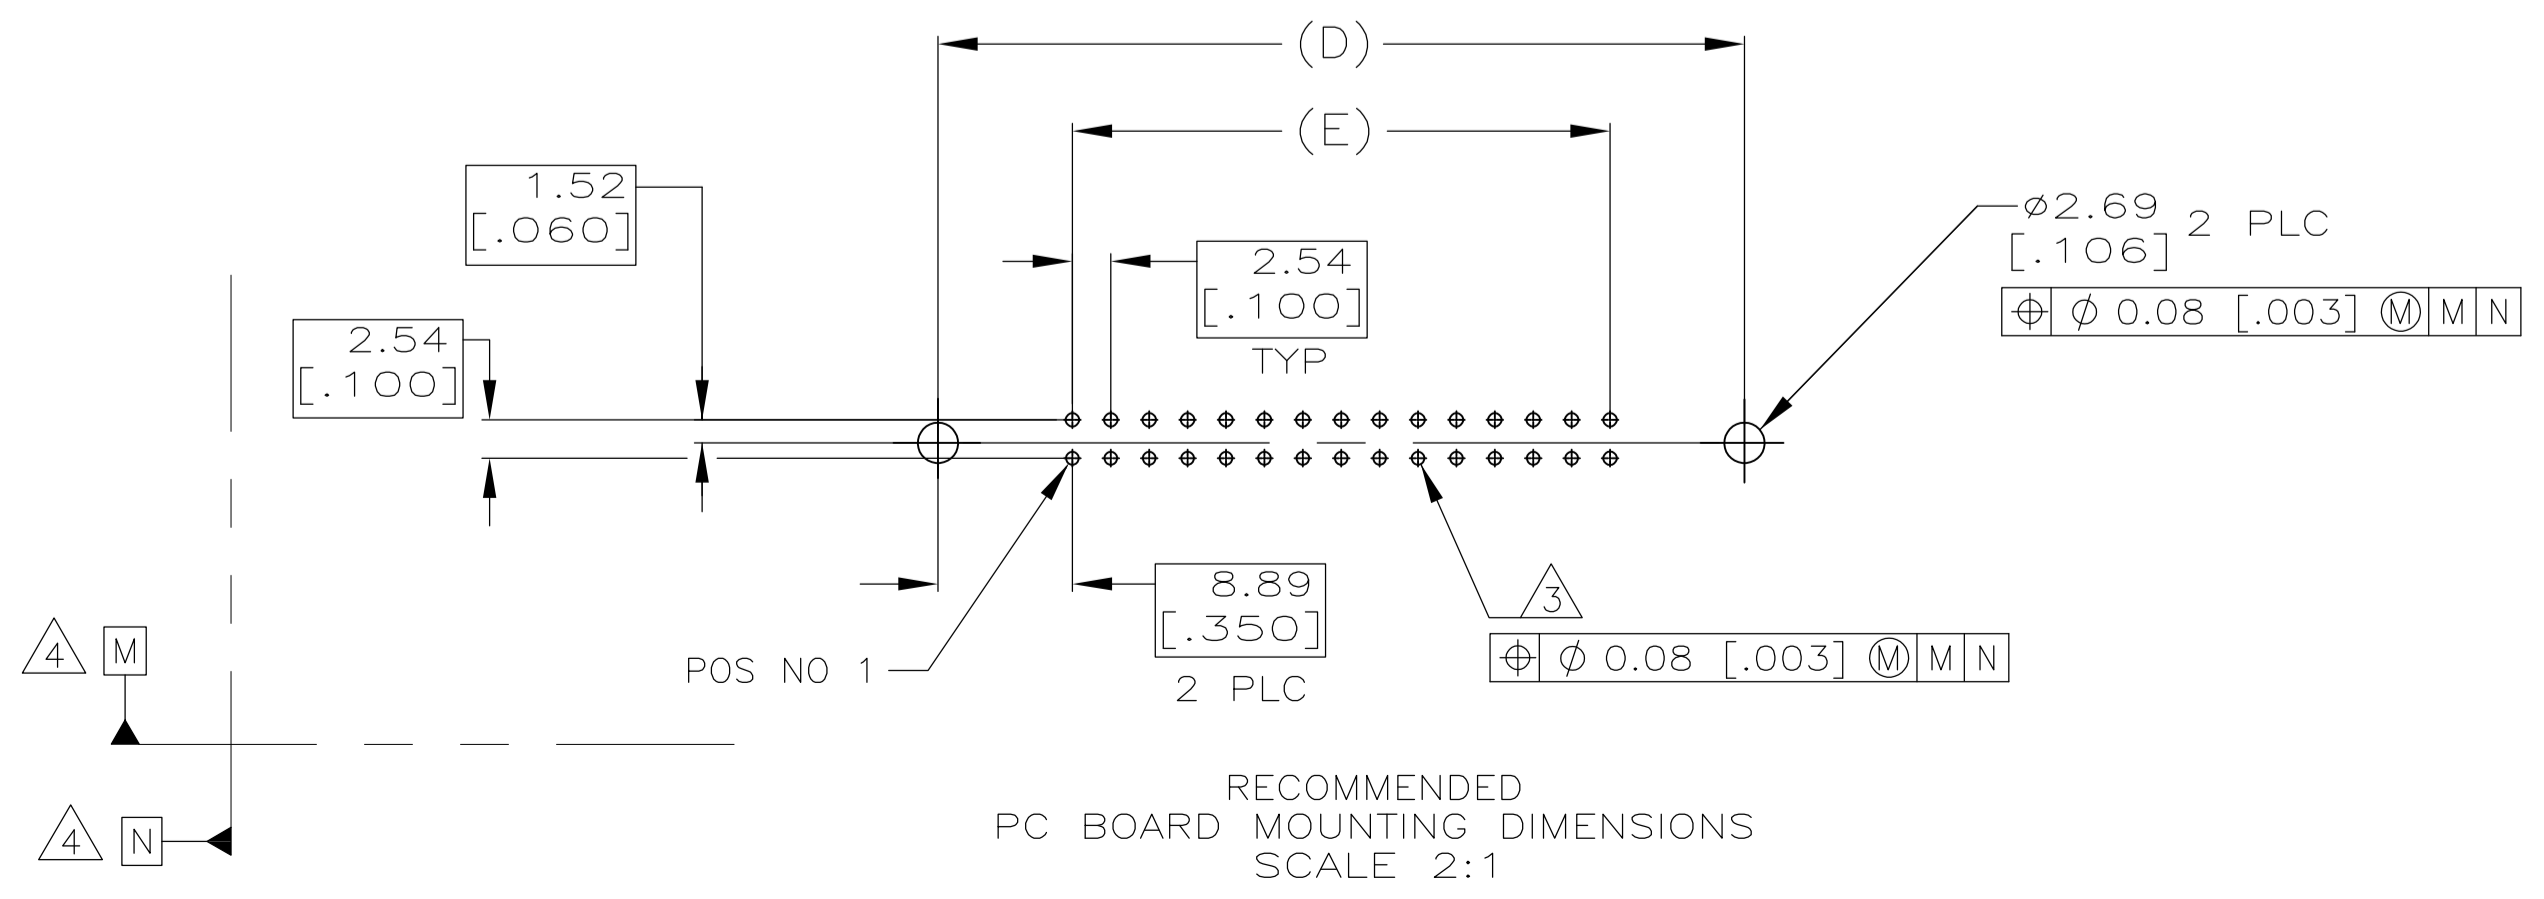 (D)
(E)
1.52
[.060]
⌀2.69 2 PLC
[.106]
⌖ ⌀ 0.08 [.003] Ⓜ M N
2.54
[.100]
TYP
2.54
[.100]
8.89
[.350]
2 PLC
3
⌖ ⌀ 0.08 [.003] Ⓜ M N
POS NO 1
4 M
4 N
RECOMMENDED
PC BOARD MOUNTING DIMENSIONS
SCALE 2:1